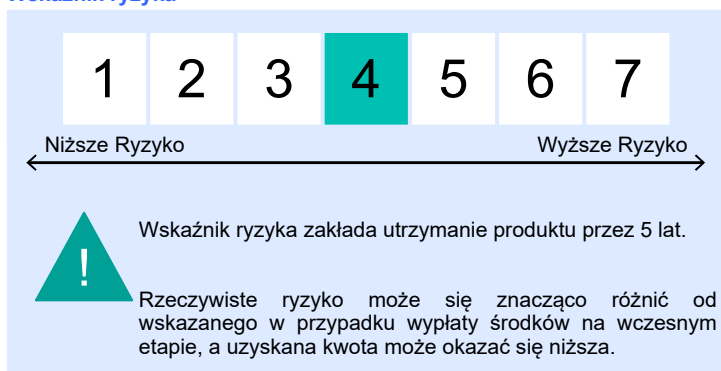 1 2 3 4 5 6 7
Niższe Ryzyko Wyższe Ryzyko
!
Wskaźnik ryzyka zakłada utrzymanie produktu przez 5 lat.
Rzeczywiste ryzyko może się znacząco różnić od
wskazanego w przypadku wypłaty środków na wczesnym
etapie, a uzyskana kwota może okazać się niższa.